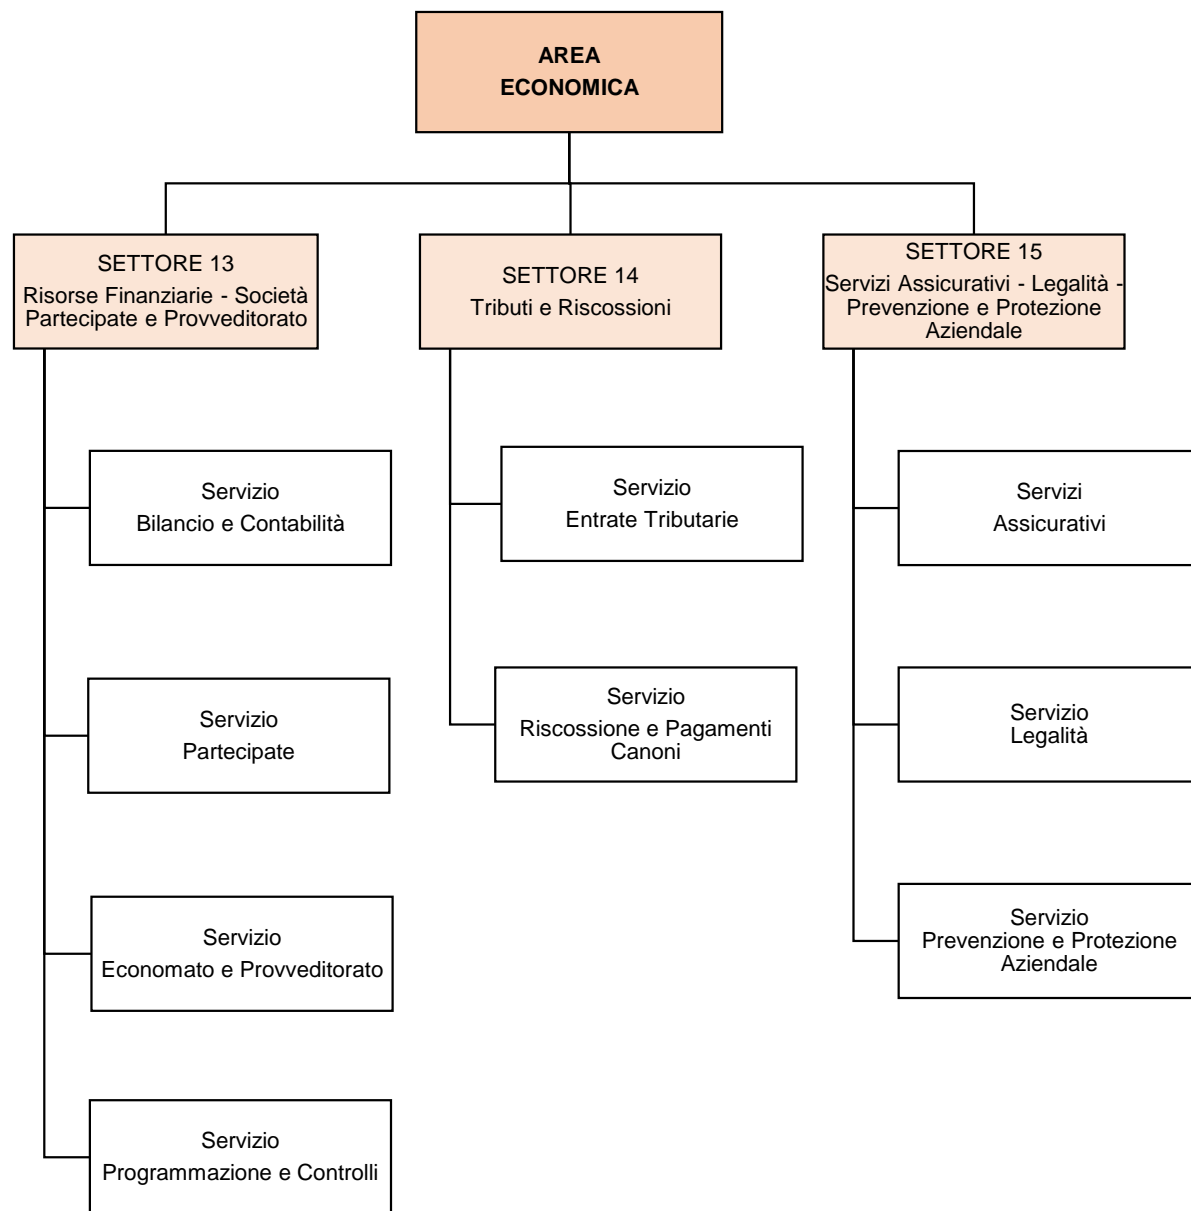 AREA
ECONOMICA
SETTORE 13
Risorse Finanziarie - Società
Partecipate e Provveditorato
SETTORE 14
Tributi e Riscossioni
SETTORE 15
Servizi Assicurativi - Legalità -
Prevenzione e Protezione
Aziendale
Servizio
Bilancio e Contabilità
Servizio
Partecipate
Servizio
Economato e Provveditorato
Servizio
Programmazione e Controlli
Servizio
Entrate Tributarie
Servizio
Riscossione e Pagamenti
Canoni
Servizi
Assicurativi
Servizio
Legalità
Servizio
Prevenzione e Protezione
Aziendale